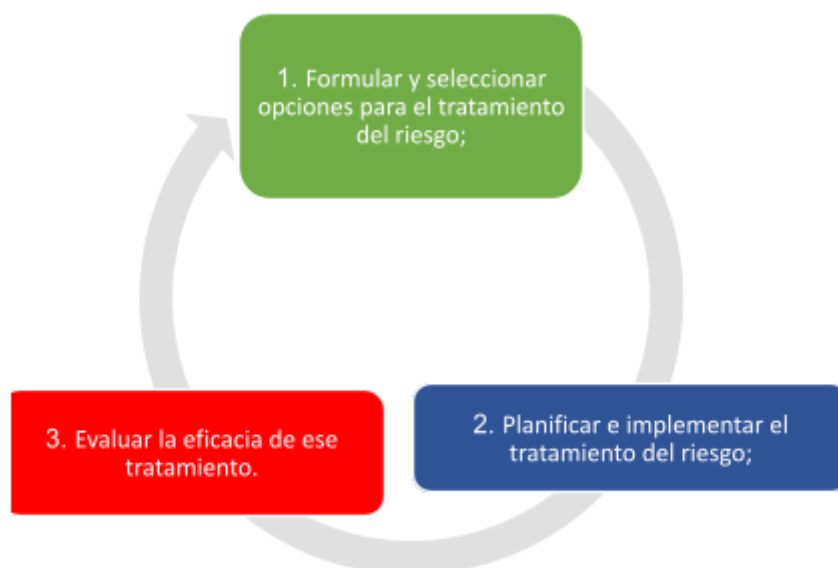 1. Formular y seleccionar
opciones para el tratamiento
del riesgo;
2. Planificar e implementar el
tratamiento del riesgo;
3. Evaluar la eficacia de ese
tratamiento.